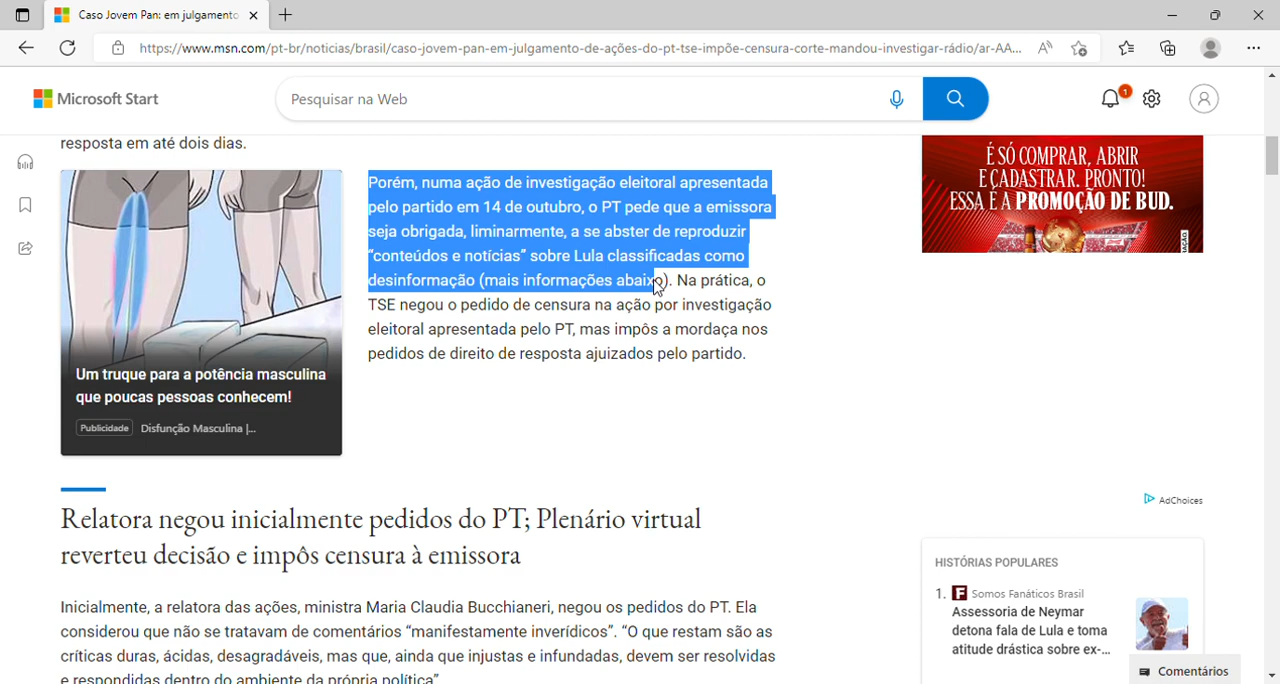 Caso Jovem Pan: em julgamento
https://www.msn.com/pt-br/noticias/brasil/caso-jovem-pan-em-julgamento-de-ações-do-pt-tse-impõe-censura-corte-mandou-investigar-rádio/ar-AA...
Microsoft Start
Pesquisar na Web
1
resposta em até dois dias.
Um truque para a potência masculina
que poucas pessoas conhecem!
Publicidade Disfunção Masculina |...
Porém, numa ação de investigação eleitoral apresentada
pelo partido em 14 de outubro, o PT pede que a emissora
seja obrigada, liminarmente, a se abster de reproduzir
“conteúdos e notícias” sobre Lula classificadas como
desinformação (mais informações abaixo). Na prática, o
TSE negou o pedido de censura na ação por investigação
eleitoral apresentada pelo PT, mas impôs a mordaça nos
pedidos de direito de resposta ajuizados pelo partido.
É SÓ COMPRAR, ABRIR
E CADASTRAR. PRONTO!
ESSA É A PROMOÇÃO DE BUD.
AdChoices
Relatora negou inicialmente pedidos do PT; Plenário virtual
reverteu decisão e impôs censura à emissora
Inicialmente, a relatora das ações, ministra Maria Claudia Bucchianeri, negou os pedidos do PT. Ela
considerou que não se tratavam de comentários “manifestamente inverídicos”. “O que restam são as
críticas duras, ácidas, desagradáveis, mas que, ainda que injustas e infundadas, devem ser resolvidas
e respondidas dentro do ambiente da própria política”
HISTÓRIAS POPULARES
1. F Somos Fanáticos Brasil
Assessoria de Neymar
detona fala de Lula e toma
atitude drástica sobre ex-...
Comentários